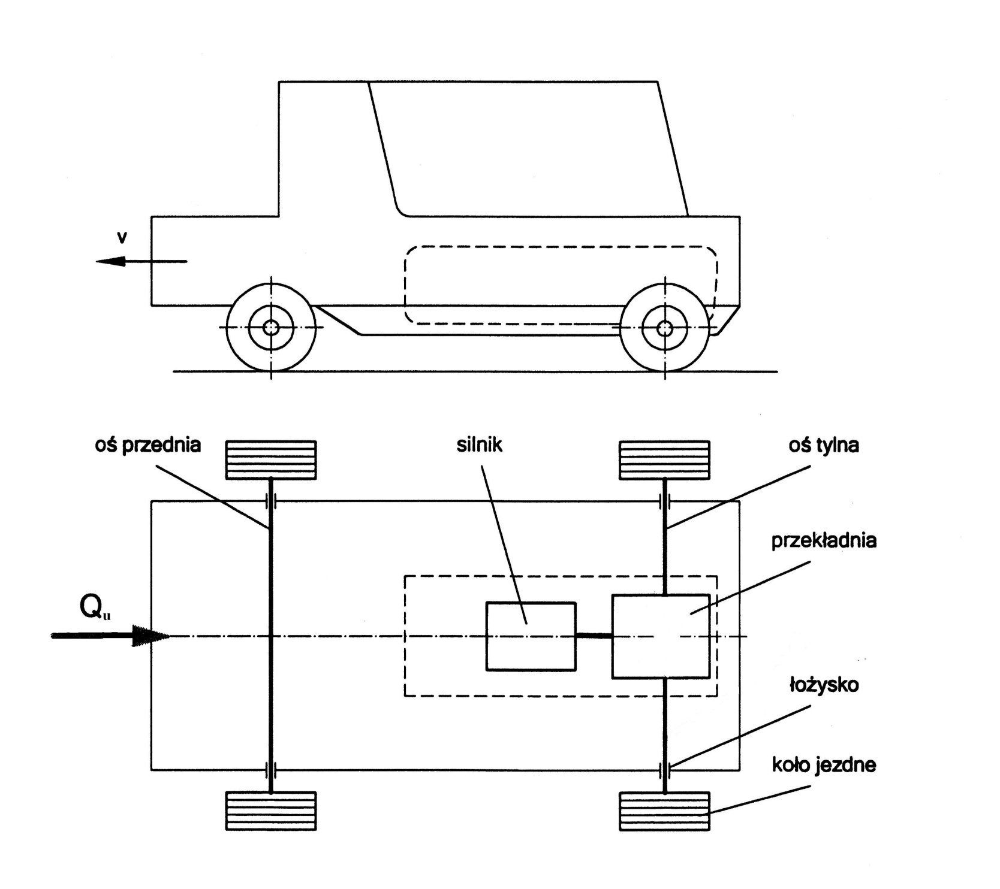 v
oś przednia
silnik
oś tylna
przekładnia
Qu
łożysko
koło jezdne